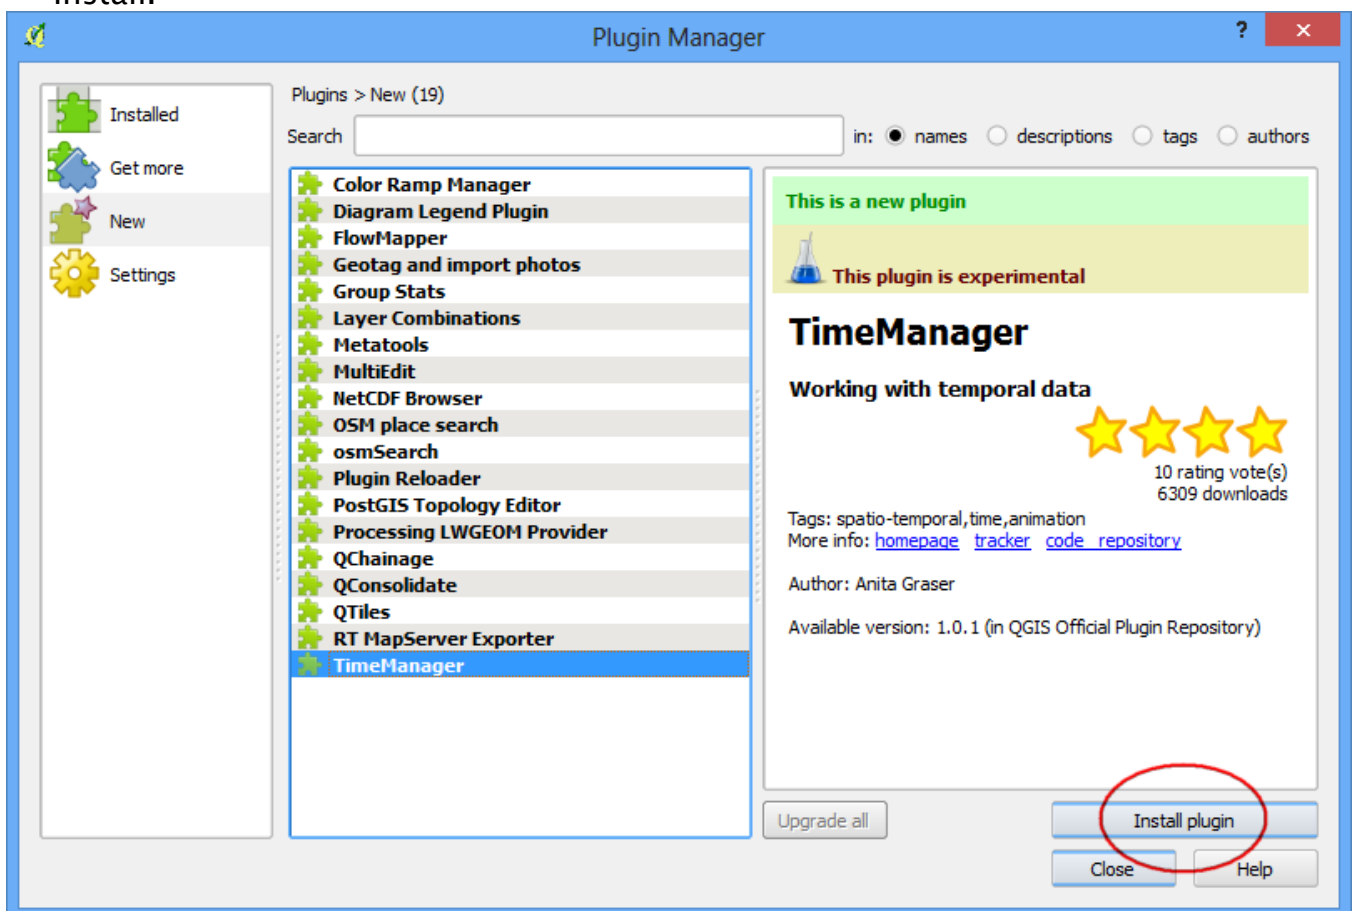 install.
Plugin Manager
?
×
Installed
Get more
New
Settings
Plugins > New (19)
Search
in: names descriptions tags authors
Color Ramp Manager
Diagram Legend Plugin
FlowMapper
Geotag and import photos
Group Stats
Layer Combinations
Metatools
MultiEdit
NetCDF Browser
OSM place search
osmSearch
Plugin Reloader
PostGIS Topology Editor
Processing LWGEOM Provider
QChainage
QConsolidate
QTiles
RT MapServer Exporter
TimeManager
This is a new plugin
This plugin is experimental
TimeManager
Working with temporal data
10 rating vote(s)
6309 downloads
Tags: spatio-temporal,time,animation
More info: homepage tracker code_repository
Author: Anita Graser
Available version: 1.0.1 (in QGIS Official Plugin Repository)
Upgrade all
Install plugin
Close
Help